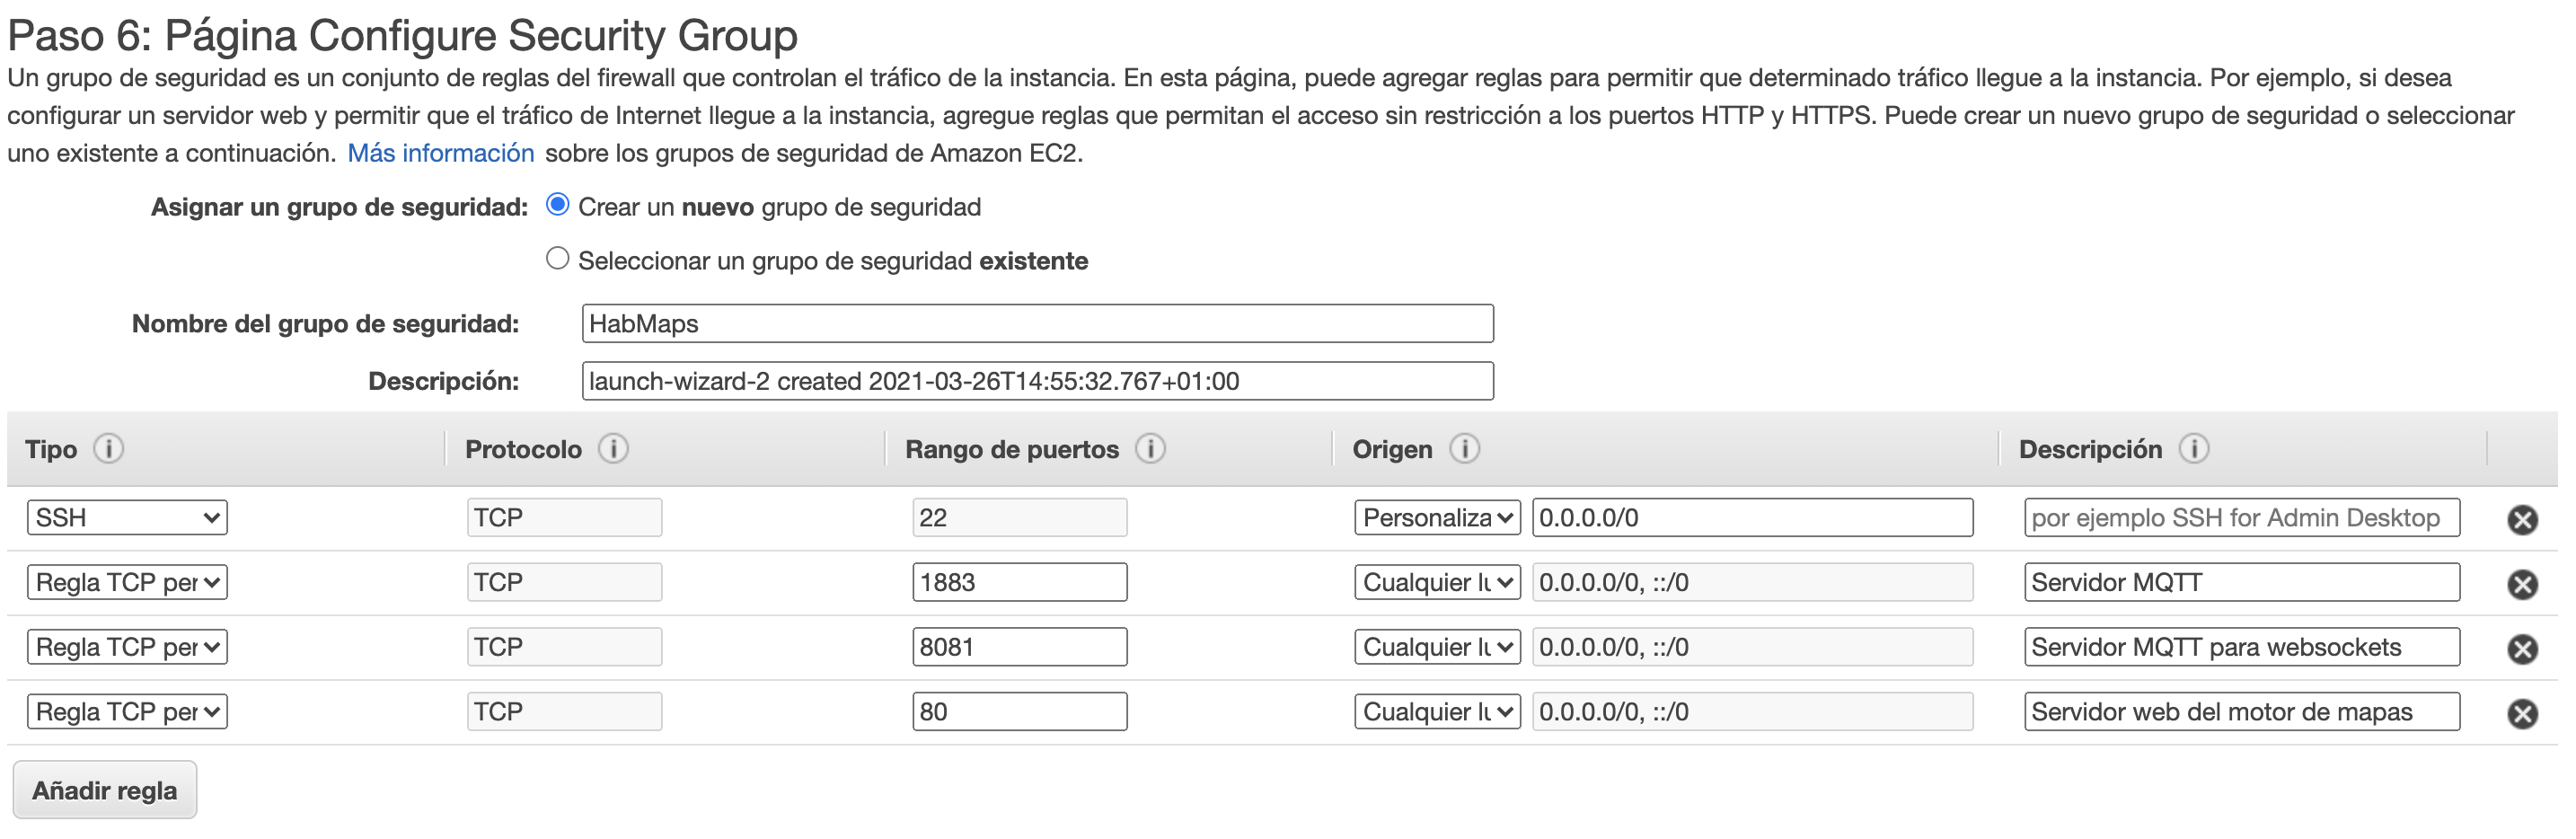 Paso 6: Página Configure Security Group
Un grupo de seguridad es un conjunto de reglas del firewall que controlan el tráfico de la instancia. En esta página, puede agregar reglas para permitir que determinado tráfico llegue a la instancia. Por ejemplo, si desea
configurar un servidor web y permitir que el tráfico de Internet llegue a la instancia, agregue reglas que permitan el acceso sin restricción a los puertos HTTP y HTTPS. Puede crear un nuevo grupo de seguridad o seleccionar
uno existente a continuación. Más información sobre los grupos de seguridad de Amazon EC2.
Asignar un grupo de seguridad: Crear un nuevo grupo de seguridad
Seleccionar un grupo de seguridad existente
Nombre del grupo de seguridad: HabMaps
Descripción: launch-wizard-2 created 2021-03-26T14:55:32.767+01:00
Tipo i Protocolo i Rango de puertos i Origen i Descripción i
SSH TCP 22 Personaliza 0.0.0.0/0 por ejemplo SSH for Admin Desktop
Regla TCP per TCP 1883 Cualquier lu 0.0.0.0/0, ::/0 Servidor MQTT
Regla TCP per TCP 8081 Cualquier lu 0.0.0.0/0, ::/0 Servidor MQTT para websockets
Regla TCP per TCP 80 Cualquier lu 0.0.0.0/0, ::/0 Servidor web del motor de mapas
Añadir regla